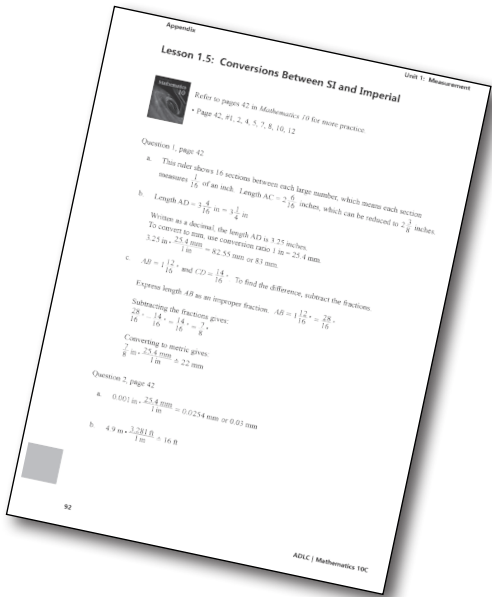 Appendix
Unit 1: Measurement
Lesson 1.5: Conversions Between SI and Imperial
mathematics
10
Refer to pages 42 in Mathematics 10 for more practice.
• Page 42, #1, 2, 4, 5, 7, 8, 10, 12
Question 1, page 42
a. This ruler shows 16 sections between each large number, which means each section
measures 1/16 of an inch. Length AC = 2 6/16 inches, which can be reduced to 2 3/8 inches.
b. Length AD = 3 4/16 in = 3 1/4 in
Written as a decimal, the length AD is 3.25 inches.
To convert to mm, use conversion ratio 1 in = 25.4 mm.
3.25 in • 25.4 mm/1 in = 82.55 mm or 83 mm
c. AB = 1 12/16" and CD = 14/16". To find the difference, subtract the fractions.
Express length AB as an improper fraction. AB = 1 12/16" = 28/16"
Subtracting the fractions gives:
28/16" - 14/16" = 14/16" = 7/8"
Converting to metric gives:
7/8 in • 25.4 mm/1 in ≐ 22 mm
Question 2, page 42
a. 0.001 in • 25.4 mm/1 in = 0.0254 mm or 0.03 mm
b. 4.9 m • 3.281 ft/1 m ≐ 16 ft
92
ADLC | Mathematics 10C